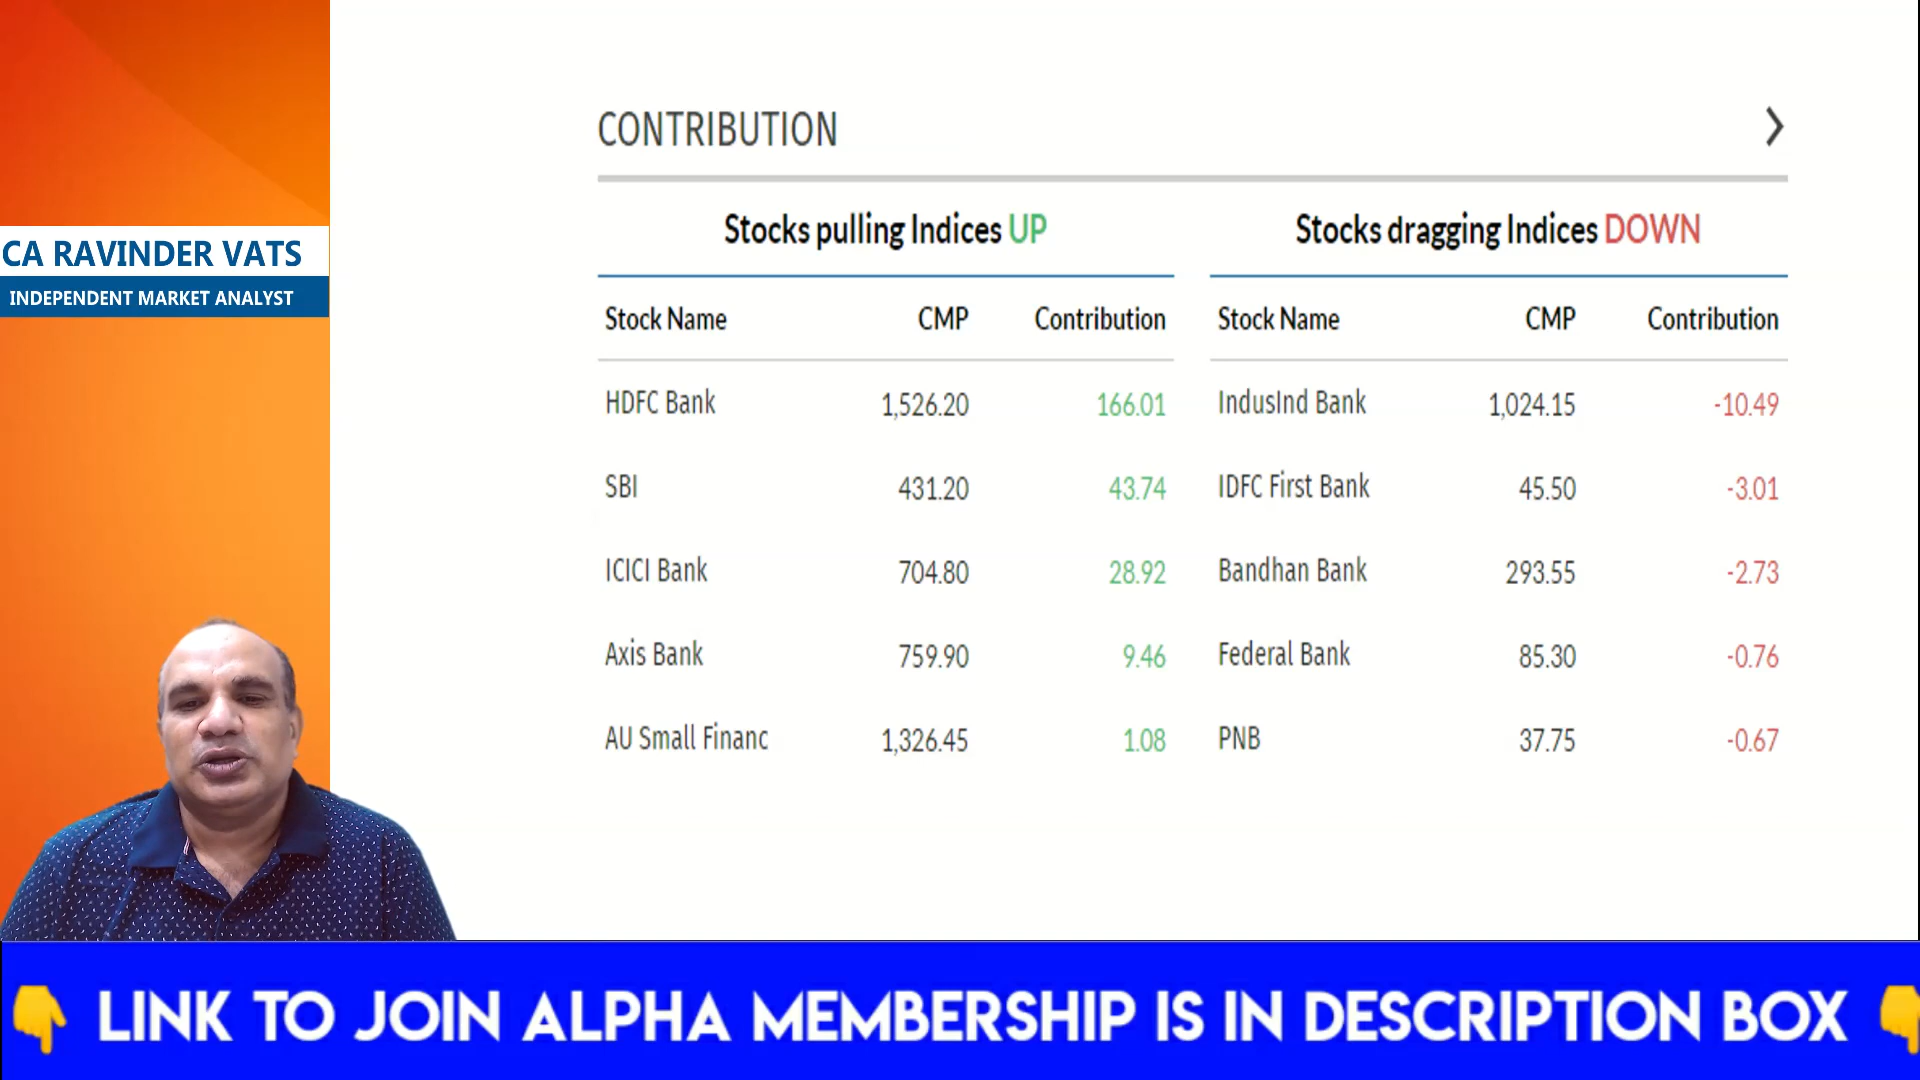 CA RAVINDER VATS
INDEPENDENT MARKET ANALYST
CONTRIBUTION
Stocks pulling Indices UP
Stock Name CMP Contribution
HDFC Bank 1,526.20 166.01
SBI 431.20 43.74
ICICI Bank 704.80 28.92
Axis Bank 759.90 9.46
AU Small Financ 1,326.45 1.08
Stocks dragging Indices DOWN
Stock Name CMP Contribution
IndusInd Bank 1,024.15 -10.49
IDFC First Bank 45.50 -3.01
Bandhan Bank 293.55 -2.73
Federal Bank 85.30 -0.76
PNB 37.75 -0.67
LINK TO JOIN ALPHA MEMBERSHIP IS IN DESCRIPTION BOX